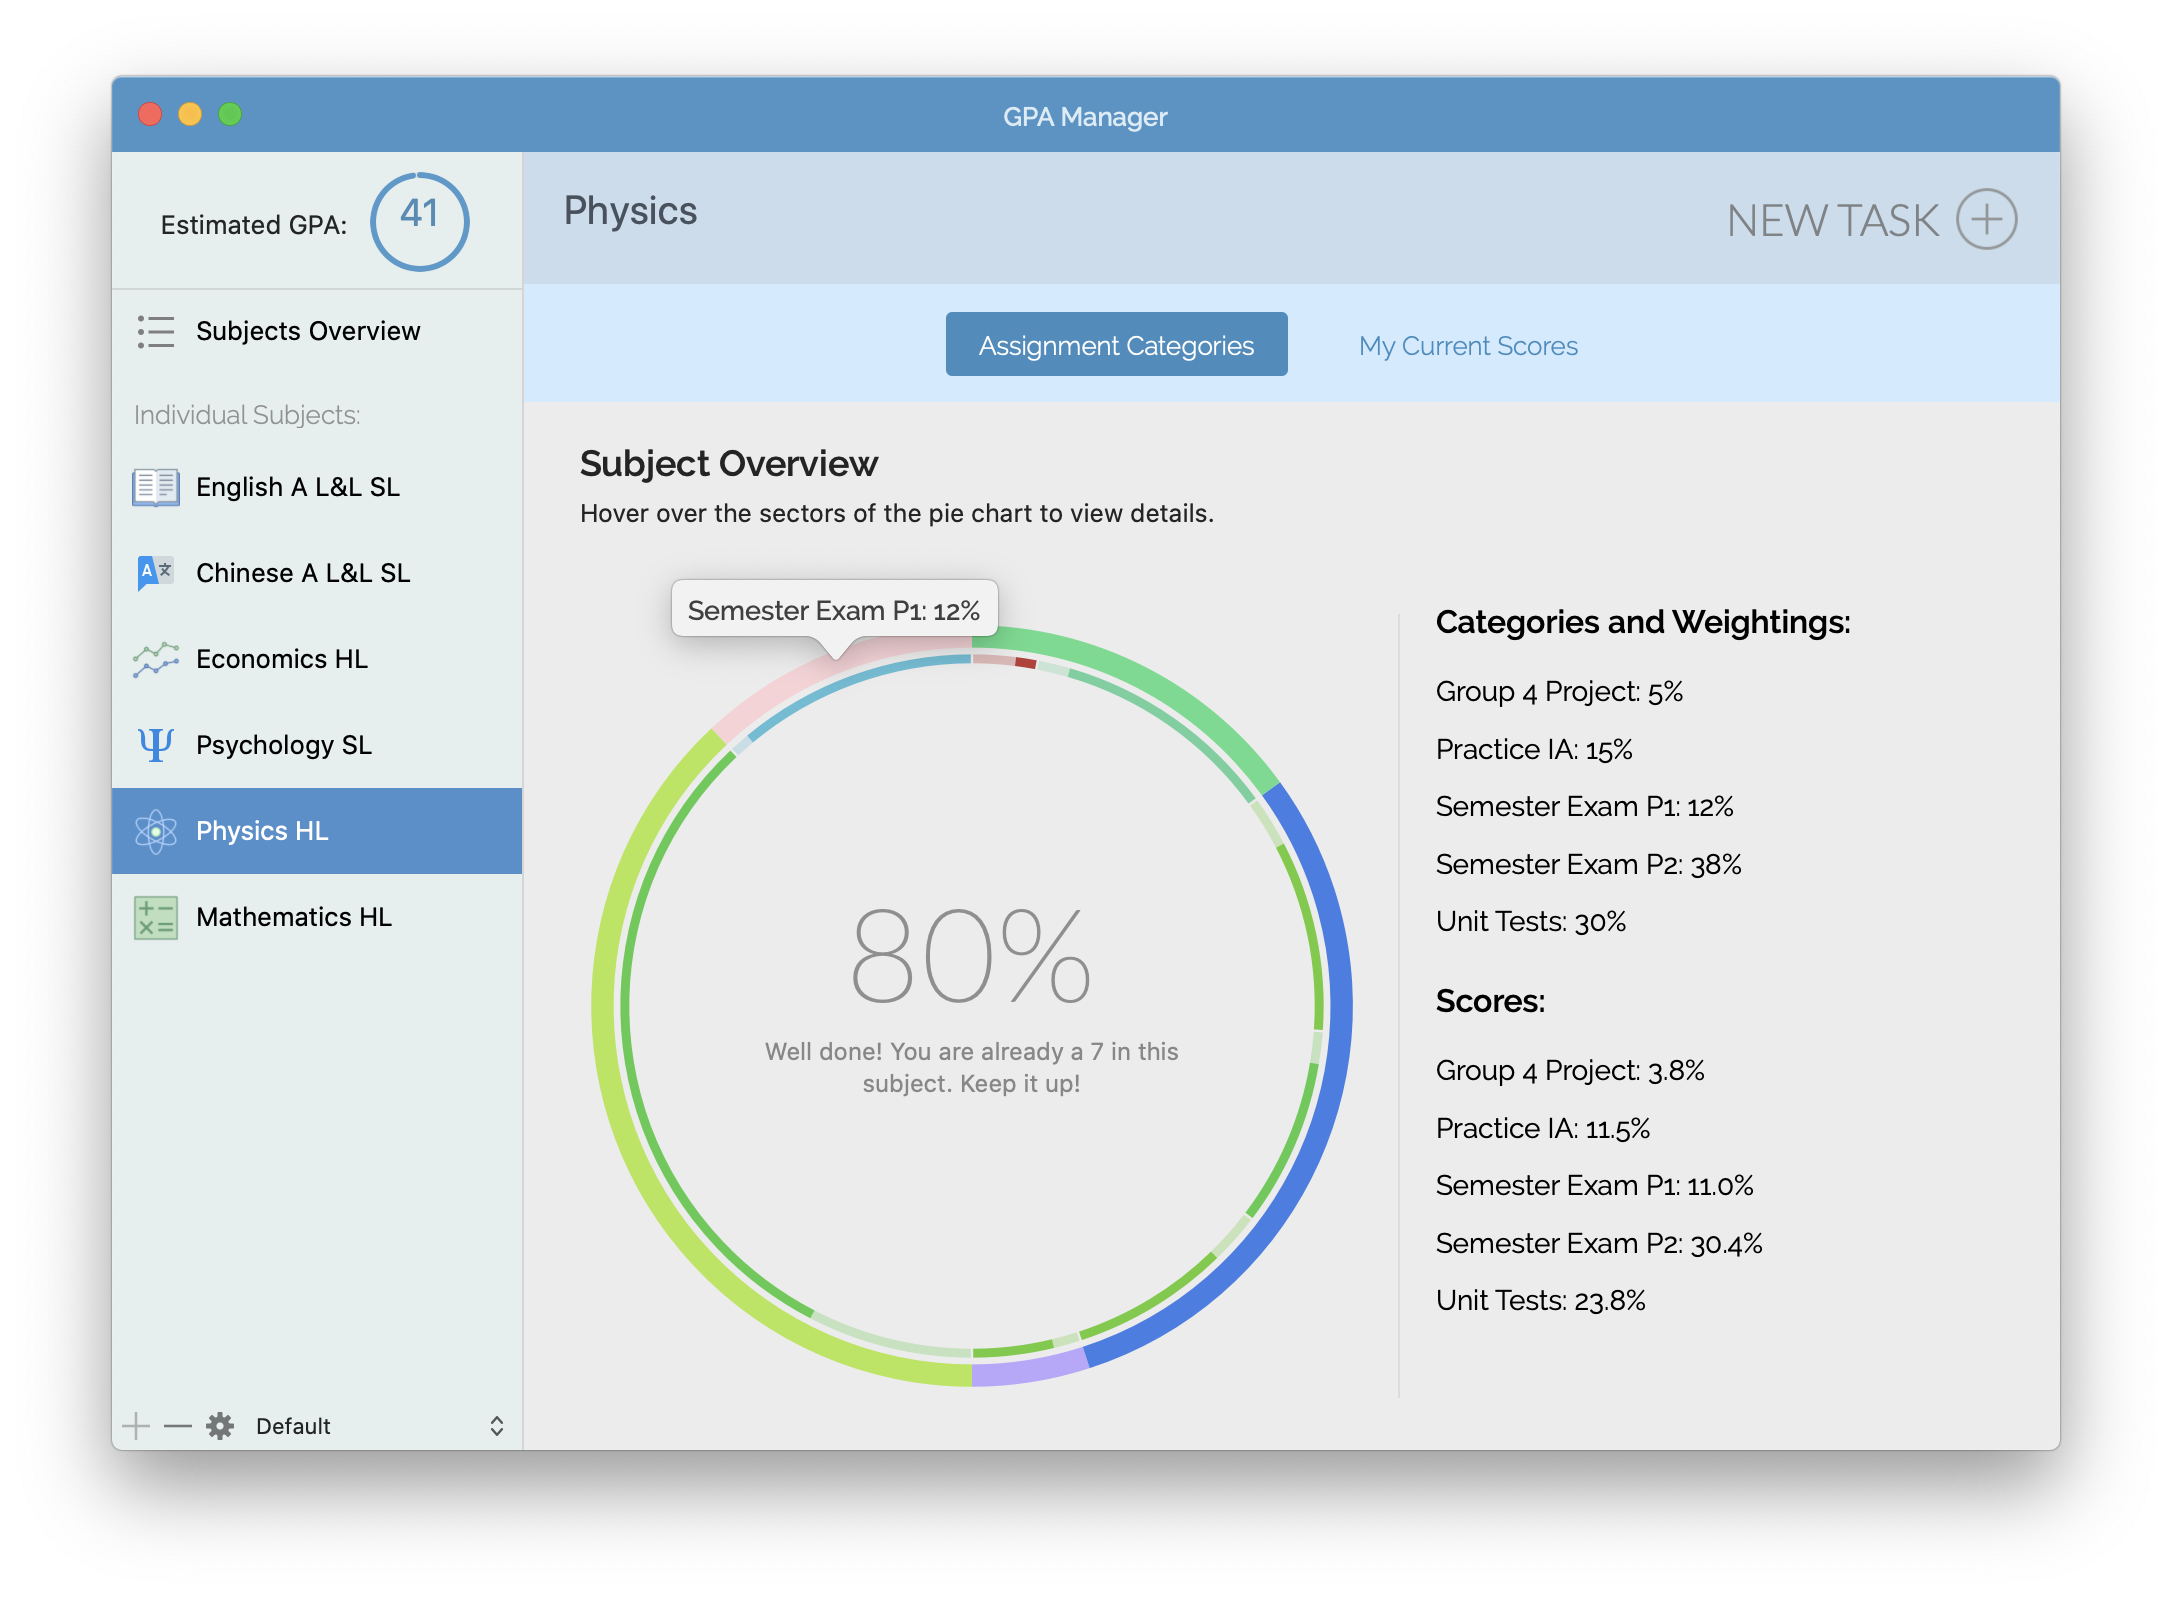 GPA Manager
Estimated GPA:
41
Subjects Overview
Individual Subjects:
English A L&L SL
A
Chinese A L&L SL
Economics HL
Ψ
Psychology SL
Physics HL
Mathematics HL
Default
Physics
NEW TASK
Assignment Categories
My Current Scores
Subject Overview
Hover over the sectors of the pie chart to view details.
Semester Exam P1: 12%
80%
Well done! You are already a 7 in this
subject. Keep it up!
Categories and Weightings:
Group 4 Project: 5%
Practice IA: 15%
Semester Exam P1: 12%
Semester Exam P2: 38%
Unit Tests: 30%
Scores:
Group 4 Project: 3.8%
Practice IA: 11.5%
Semester Exam P1: 11.0%
Semester Exam P2: 30.4%
Unit Tests: 23.8%